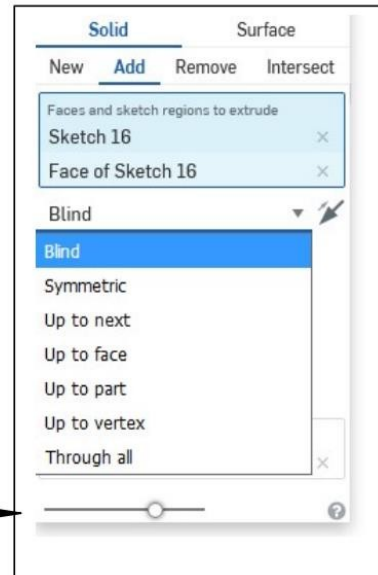 Solid Surface
New Add Remove Intersect
Faces and sketch regions to extrude
Sketch 16 ×
Face of Sketch 16 ×
Blind
Blind
Symmetric
Up to next
Up to face
Up to part
Up to vertex
Through all
×
?